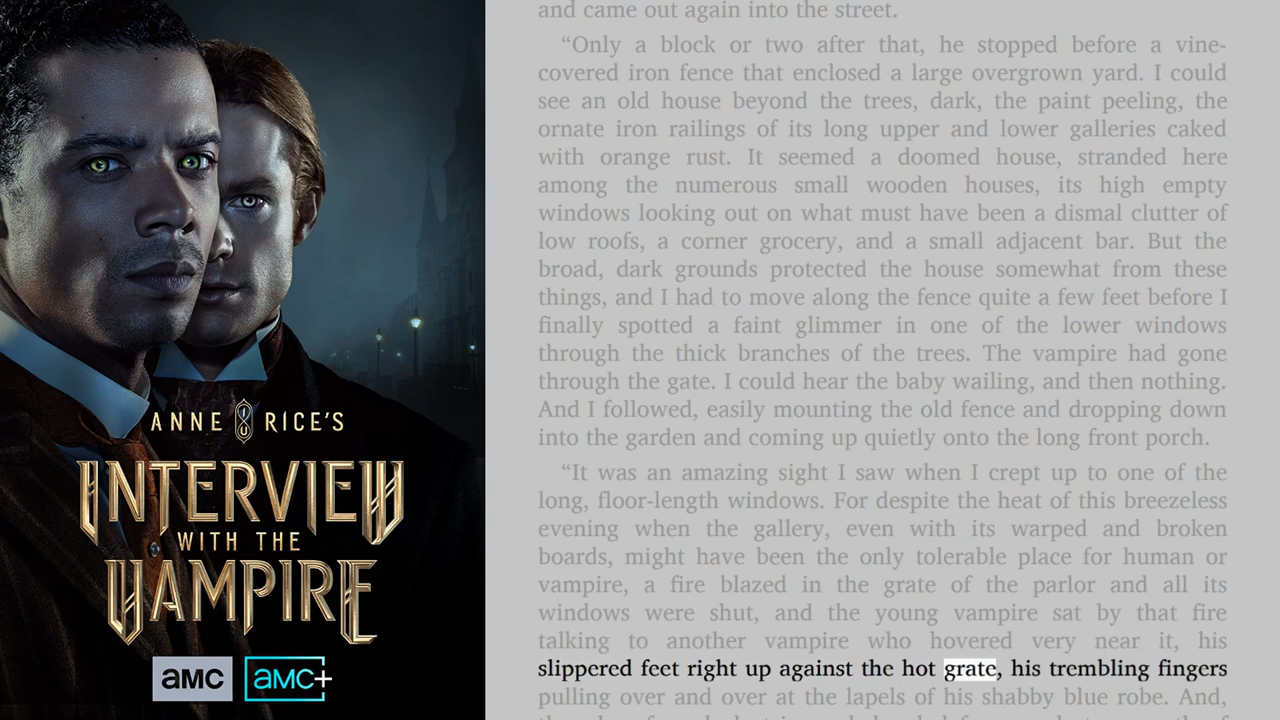 ANNE RICE'S
INTERVIEW
WITH THE
VAMPIRE
amc
amc+
and came out again into the street.
“Only a block or two after that, he stopped before a vine-
covered iron fence that enclosed a large overgrown yard. I could
see an old house beyond the trees, dark, the paint peeling, the
ornate iron railings of its long upper and lower galleries caked
with orange rust. It seemed a doomed house, stranded here
among the numerous small wooden houses, its high empty
windows looking out on what must have been a dismal clutter of
low roofs, a corner grocery, and a small adjacent bar. But the
broad, dark grounds protected the house somewhat from these
things, and I had to move along the fence quite a few feet before I
finally spotted a faint glimmer in one of the lower windows
through the thick branches of the trees. The vampire had gone
through the gate. I could hear the baby wailing, and then nothing.
And I followed, easily mounting the old fence and dropping down
into the garden and coming up quietly onto the long front porch.
“It was an amazing sight I saw when I crept up to one of the
long, floor-length windows. For despite the heat of this breezeless
evening when the gallery, even with its warped and broken
boards, might have been the only tolerable place for human or
vampire, a fire blazed in the grate of the parlor and all its
windows were shut, and the young vampire sat by that fire
talking to another vampire who hovered very near it, his
slippered feet right up against the hot grate, his trembling fingers
pulling over and over at the lapels of his shabby blue robe. And,